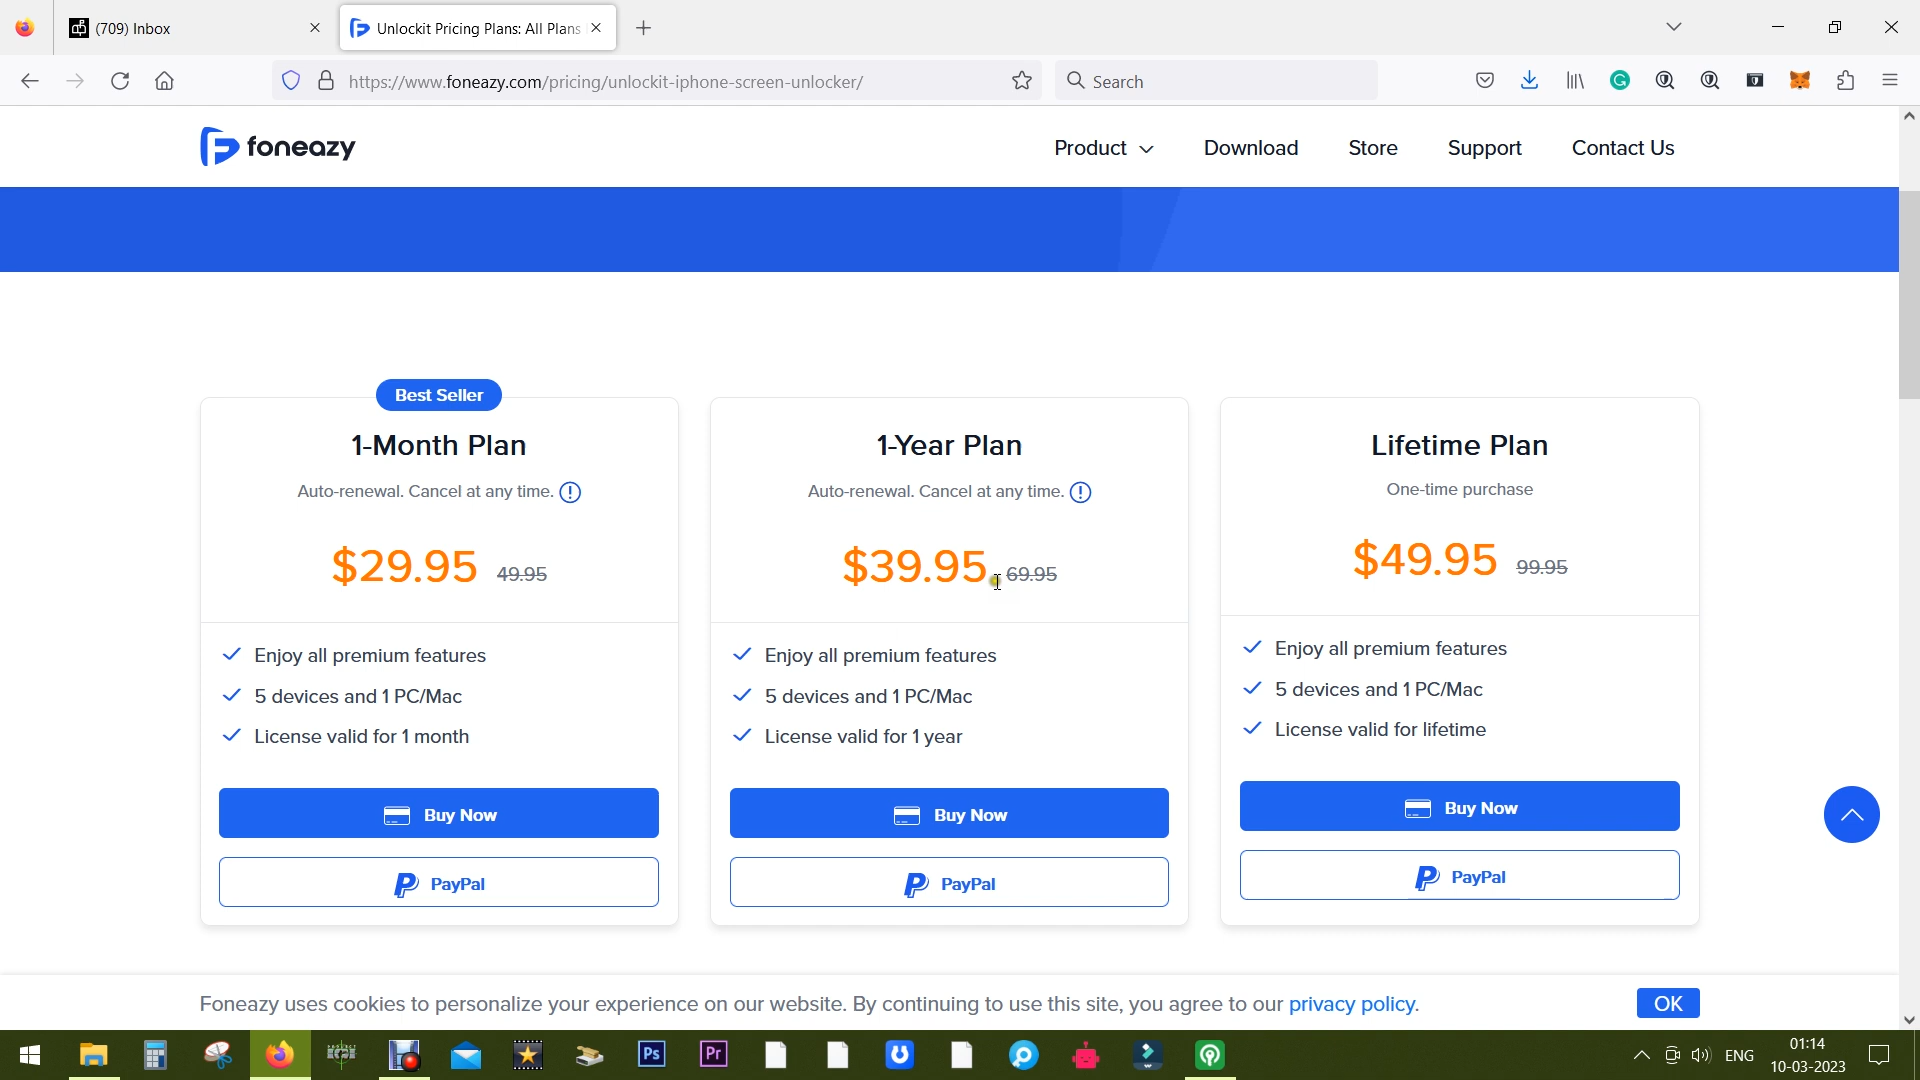 (709) Inbox
Unlockit Pricing Plans: All Plans
https://www.foneazy.com/pricing/unlockit-iphone-screen-unlocker/
Search
foneazy
Product
Download
Store
Support
Contact Us
Best Seller
1-Month Plan
Auto-renewal. Cancel at any time.
$29.95 49.95
Enjoy all premium features
5 devices and 1 PC/Mac
License valid for 1 month
Buy Now
PayPal
1-Year Plan
Auto-renewal. Cancel at any time.
$39.95 69.95
Enjoy all premium features
5 devices and 1 PC/Mac
License valid for 1 year
Buy Now
PayPal
Lifetime Plan
One-time purchase
$49.95 99.95
Enjoy all premium features
5 devices and 1 PC/Mac
License valid for lifetime
Buy Now
PayPal
Foneazy uses cookies to personalize your experience on our website. By continuing to use this site, you agree to our privacy policy.
OK
Ps
Pr
ENG
01:14
10-03-2023